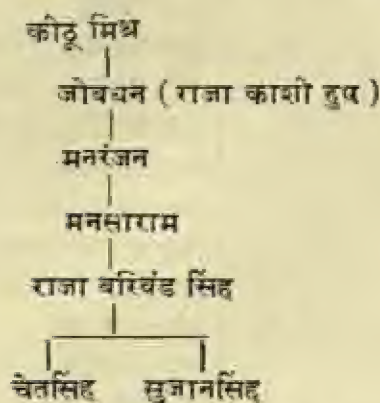 कीठू मिश्र
जीवधन ( राजा काशी हुए )
मनरंजन
मनसाराम
राजा बरिबंड सिंह
चेतसिंह सुजानसिंह